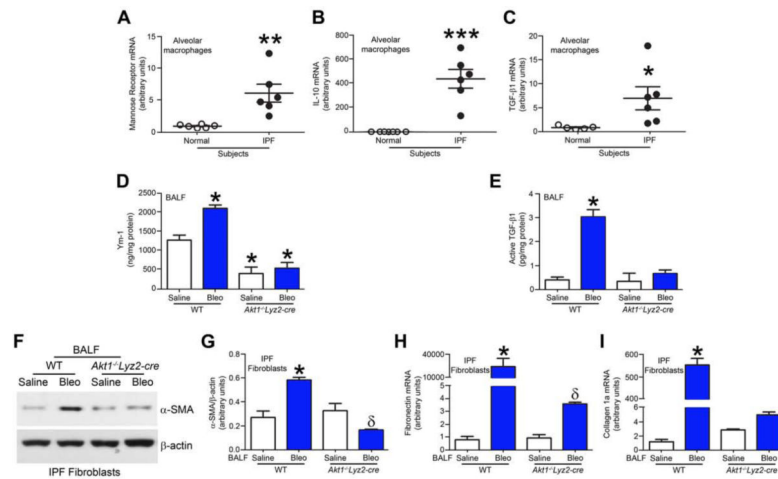 A
Alveolar
macrophages
**
Mannose Receptor mRNA
(arbitrary units)
15
10
5
0
Normal
IPF
Subjects
B
Alveolar
macrophages
***
IL-10 mRNA
(arbitrary units)
800
600
400
200
0
Normal
IPF
Subjects
C
Alveolar
macrophages
*
TGF-β1 mRNA
(arbitrary units)
20
15
10
5
0
Normal
IPF
Subjects
D
BALF
*
*
*
Ym-1
(ng/mg protein)
2500
2000
1500
1000
500
0
Saline
Bleo
Saline
Bleo
WT
Akt1-/-Lyz2-cre
E
BALF
*
Active TGF-β1
(pg/mg protein)
4
3
2
1
0
Saline
Bleo
Saline
Bleo
WT
Akt1-/-Lyz2-cre
F
BALF
WT
Akt1-/-Lyz2-cre
Saline
Bleo
Saline
Bleo
α-SMA
β-actin
IPF Fibroblasts
G
IPF
Fibroblasts
*
δ
α-SMA/β-actin
(arbitrary units)
0.8
0.6
0.4
0.2
0.0
BALF
Saline
Bleo
Saline
Bleo
WT
Akt1-/-Lyz2-cre
H
IPF
Fibroblasts
*
δ
Fibronectin mRNA
(arbitrary units)
40000
10000
4
2
0
BALF
Saline
Bleo
Saline
Bleo
WT
Akt1-/-Lyz2-cre
I
IPF
Fibroblasts
*
Collagen 1a mRNA
(arbitrary units)
600
500
400
8
6
4
2
0
BALF
Saline
Bleo
Saline
Bleo
WT
Akt1-/-Lyz2-cre